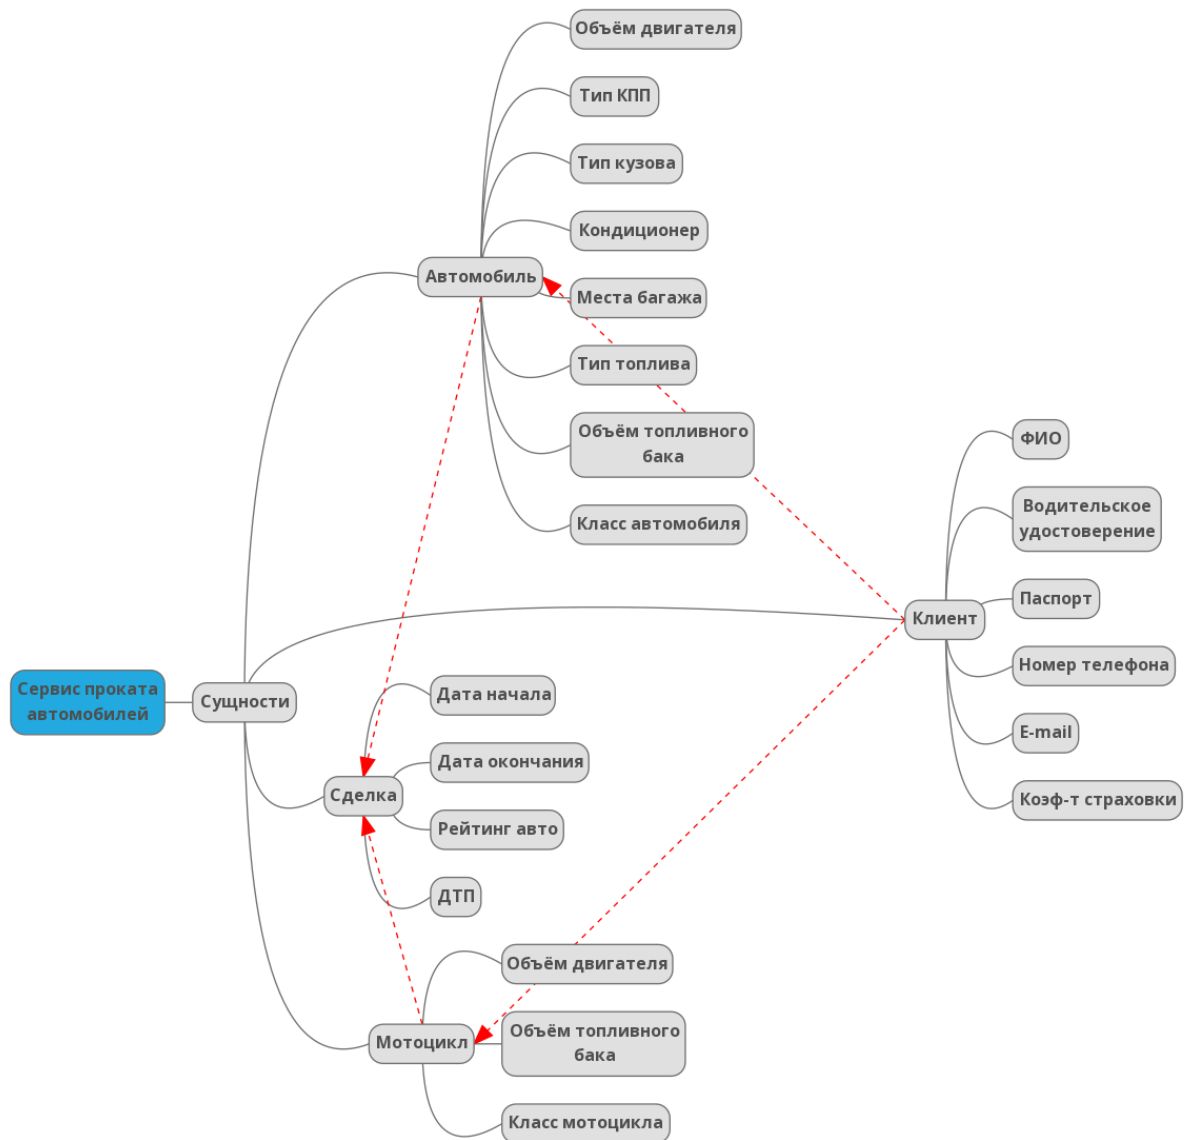 Сервис проката
автомобилей
Сущности
Автомобиль
Объём двигателя
Тип КПП
Тип кузова
Кондиционер
Места багажа
Тип топлива
Объём топливного
бака
Класс автомобиля
Клиент
ФИО
Водительское
удостоверение
Паспорт
Номер телефона
E-mail
Коэф-т страховки
Сделка
Дата начала
Дата окончания
Рейтинг авто
ДТП
Мотоцикл
Объём двигателя
Объём топливного
бака
Класс мотоцикла